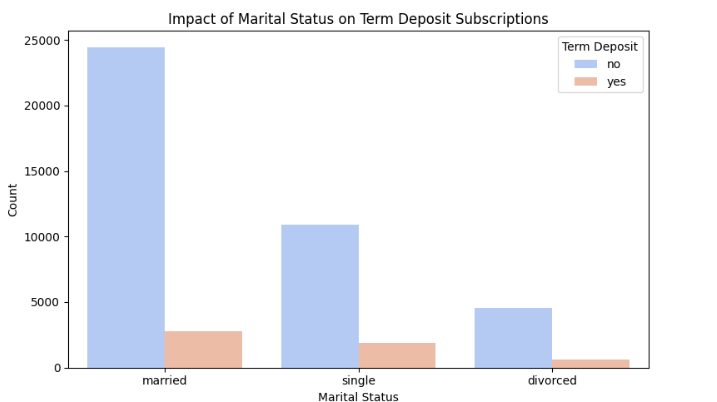 Impact of Marital Status on Term Deposit Subscriptions
Term Deposit
no
yes
25000
20000
15000
10000
5000
0
Count
married
single
divorced
Marital Status